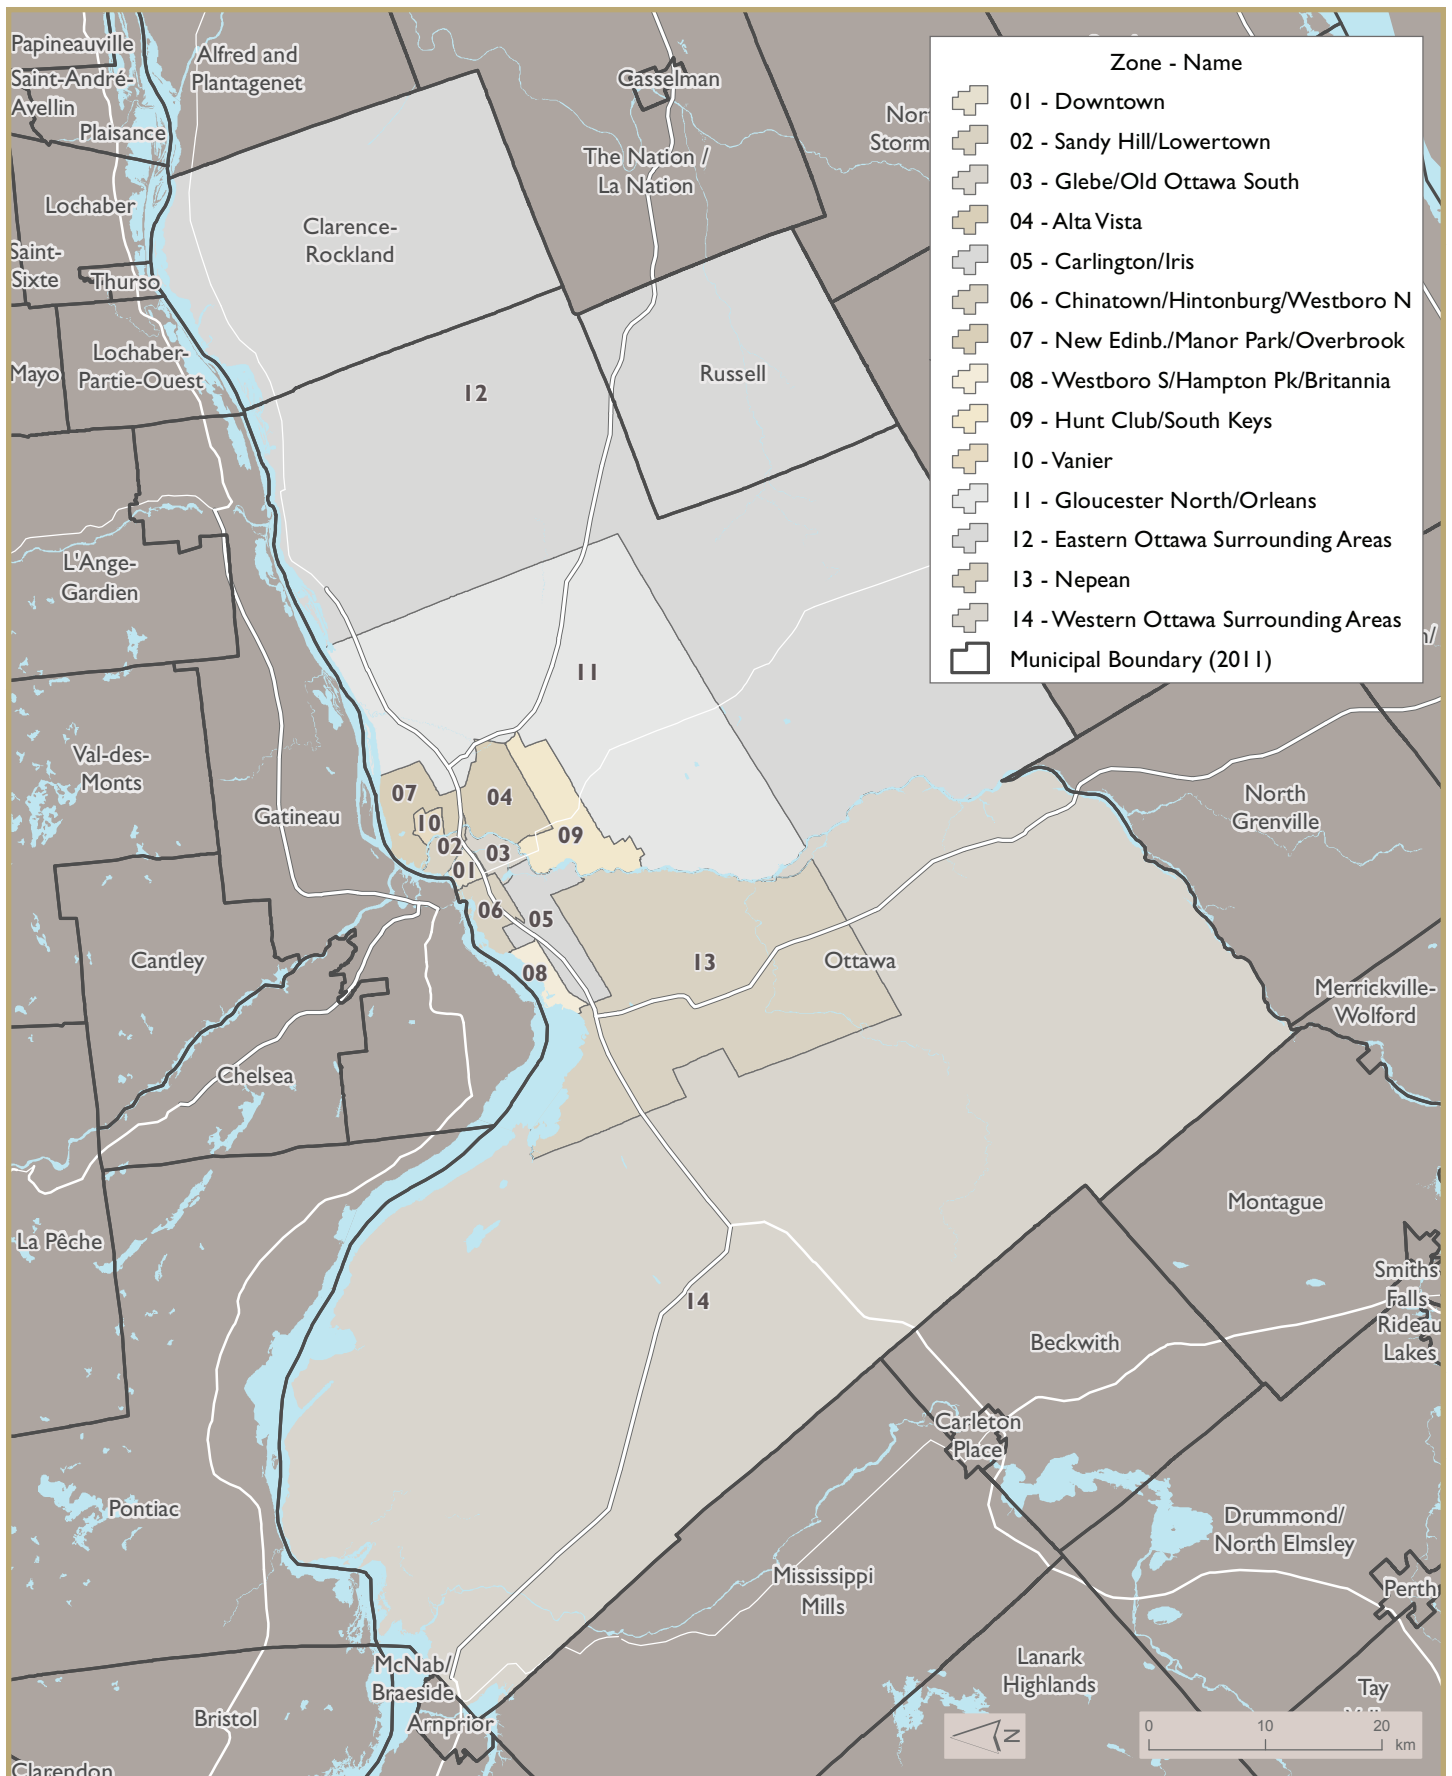 Papineauville
Saint-André-
Avellin
Plaisance
Alfred and
Plantagenet
Casselman
The Nation /
La Nation
Lochaber
Clarence-
Rockland
Saint-
Sixte
Thurso
Mayo
Lochaber-
Partie-Ouest
12
Russell
L'Ange-
Gardien
11
Val-des-
Monts
Gatineau
07
04
10
09
02
03
01
06
05
08
13
Ottawa
North
Grenville
Cantley
Chelsea
Merrickville-
Wolford
La Pêche
14
Montague
Smiths
Falls
Rideau
Lakes
Beckwith
Carleton
Place
Pontiac
Drummond/
North Elmsley
Mississippi
Mills
Perth
McNab/
Braeside
Arnprior
Bristol
Lanark
Highlands
Tay
Clarendon
Zone - Name
01 - Downtown
02 - Sandy Hill/Lowertown
03 - Glebe/Old Ottawa South
04 - Alta Vista
05 - Carlington/Iris
06 - Chinatown/Hintonburg/Westboro N
07 - New Edinb./Manor Park/Overbrook
08 - Westboro S/Hampton Pk/Britannia
09 - Hunt Club/South Keys
10 - Vanier
11 - Gloucester North/Orleans
12 - Eastern Ottawa Surrounding Areas
13 - Nepean
14 - Western Ottawa Surrounding Areas
Municipal Boundary (2011)
N
0 10 20
km